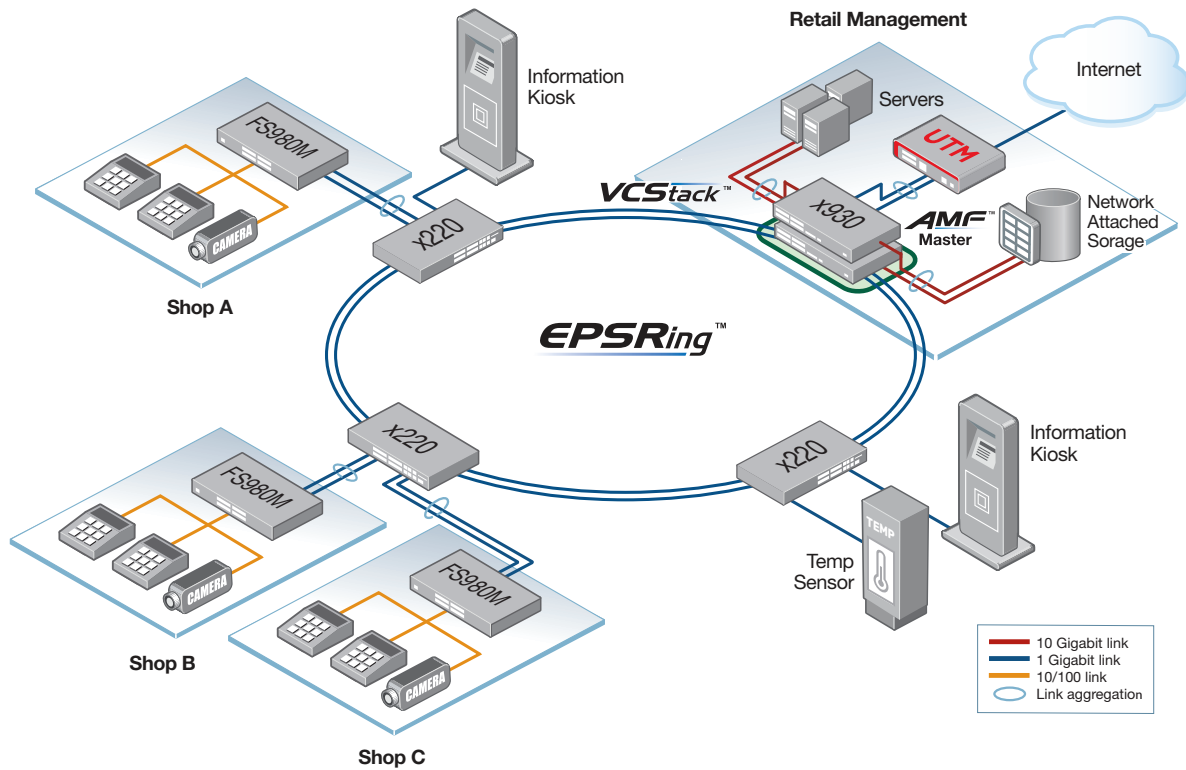 Retail Management
Internet
Servers
UTM
Information
Kiosk
FS980M
CAMERA
Shop A
x220
VCStack™
x930
AMF™
Master
Network
Attached
Sorage
EPSRing™
x220
FS980M
CAMERA
Shop B
FS980M
CAMERA
Shop C
x220
TEMP
Temp
Sensor
Information
Kiosk
10 Gigabit link
1 Gigabit link
10/100 link
Link aggregation